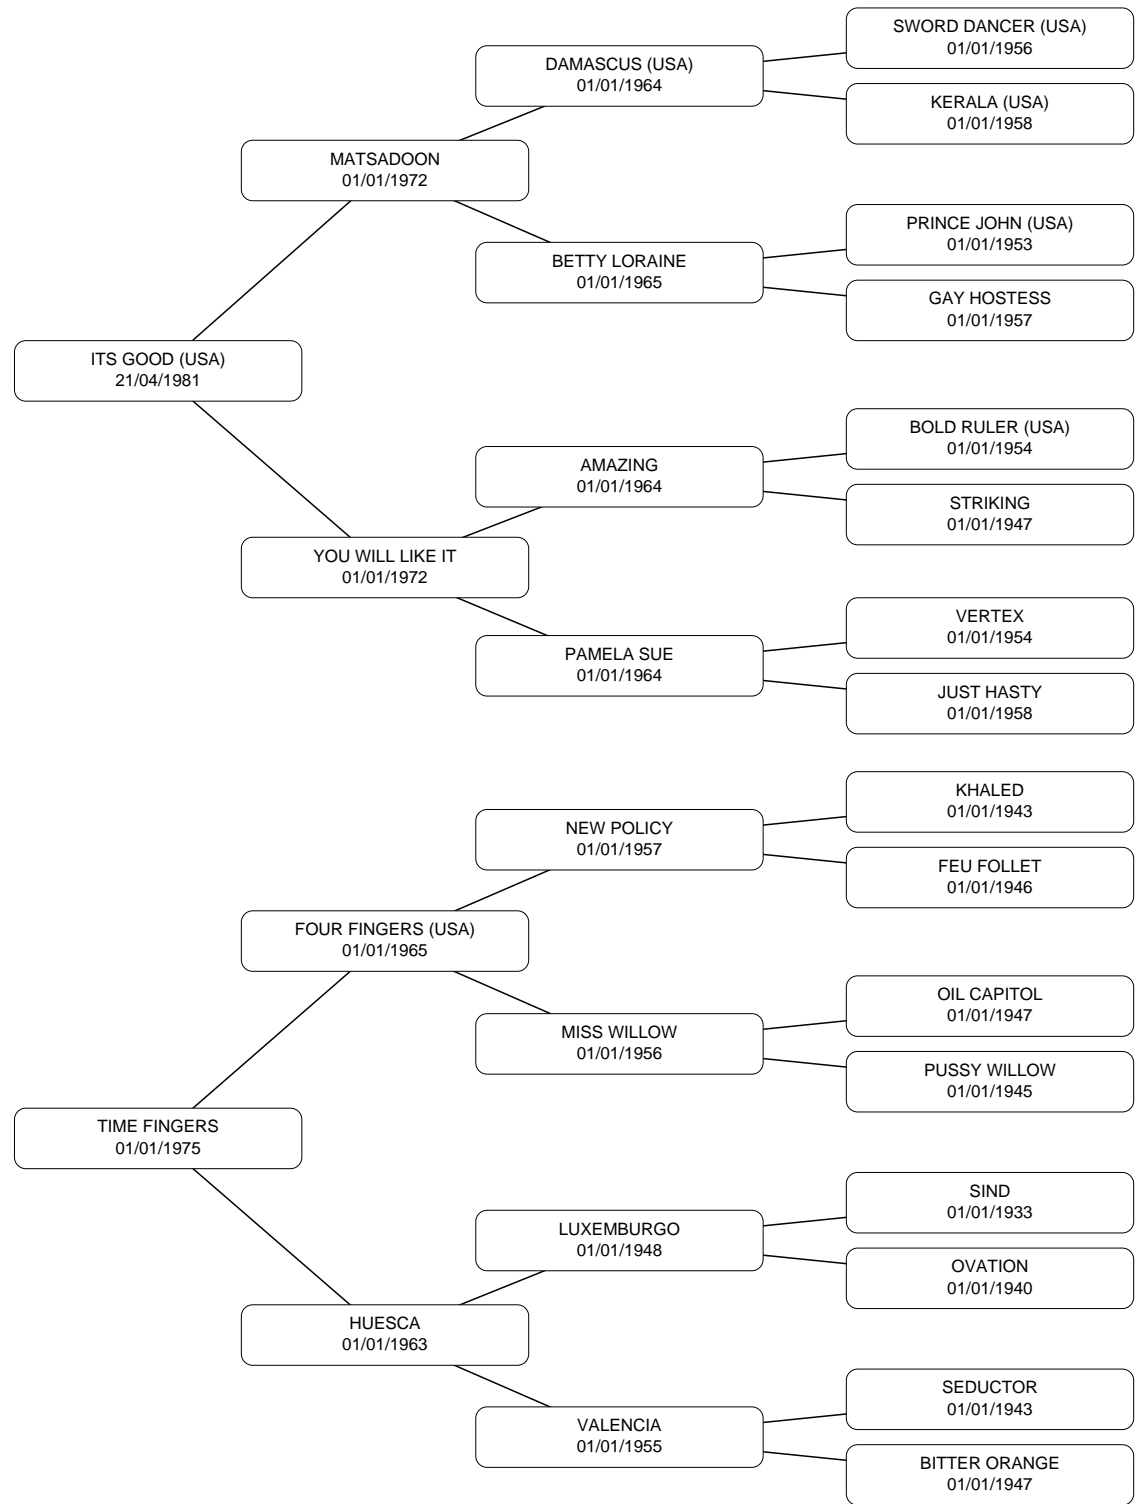 SWORD DANCER (USA)
01/01/1956
DAMASCUS (USA)
01/01/1964
KERALA (USA)
01/01/1958
MATSADOON
01/01/1972
PRINCE JOHN (USA)
01/01/1953
BETTY LORAINE
01/01/1965
GAY HOSTESS
01/01/1957
ITS GOOD (USA)
21/04/1981
BOLD RULER (USA)
01/01/1954
AMAZING
01/01/1964
STRIKING
01/01/1947
YOU WILL LIKE IT
01/01/1972
VERTEX
01/01/1954
PAMELA SUE
01/01/1964
JUST HASTY
01/01/1958
KHALED
01/01/1943
NEW POLICY
01/01/1957
FEU FOLLET
01/01/1946
FOUR FINGERS (USA)
01/01/1965
OIL CAPITOL
01/01/1947
MISS WILLOW
01/01/1956
PUSSY WILLOW
01/01/1945
TIME FINGERS
01/01/1975
SIND
01/01/1933
LUXEMBURGO
01/01/1948
OVATION
01/01/1940
HUESCA
01/01/1963
SEDUCTOR
01/01/1943
VALENCIA
01/01/1955
BITTER ORANGE
01/01/1947